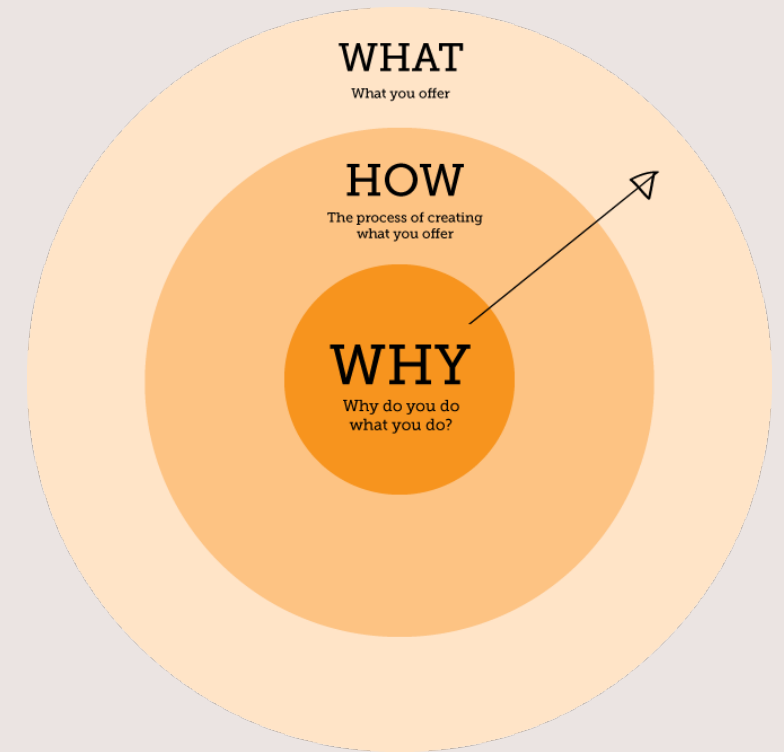 WHAT
What you offer
HOW
The process of creating
what you offer
WHY
Why do you do
what you do?